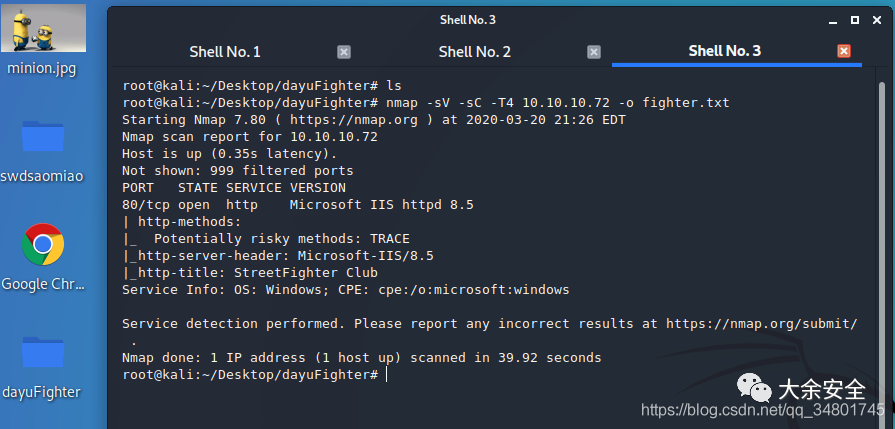 Shell No. 3
Shell No. 1
Shell No. 2
Shell No. 3
minion.jpg
swdsaomiao
Google Chr...
dayuFighter
root@kali:~/Desktop/dayuFighter# ls
root@kali:~/Desktop/dayuFighter# nmap -sV -sC -T4 10.10.10.72 -o fighter.txt
Starting Nmap 7.80 ( https://nmap.org ) at 2020-03-20 21:26 EDT
Nmap scan report for 10.10.10.72
Host is up (0.35s latency).
Not shown: 999 filtered ports
PORT   STATE SERVICE VERSION
80/tcp open  http    Microsoft IIS httpd 8.5
| http-methods:
|_  Potentially risky methods: TRACE
|_http-server-header: Microsoft-IIS/8.5
|_http-title: StreetFighter Club
Service Info: OS: Windows; CPE: cpe:/o:microsoft:windows
Service detection performed. Please report any incorrect results at https://nmap.org/submit/
.
Nmap done: 1 IP address (1 host up) scanned in 39.92 seconds
root@kali:~/Desktop/dayuFighter#
大余安全
https://blog.csdn.net/qq_34801745